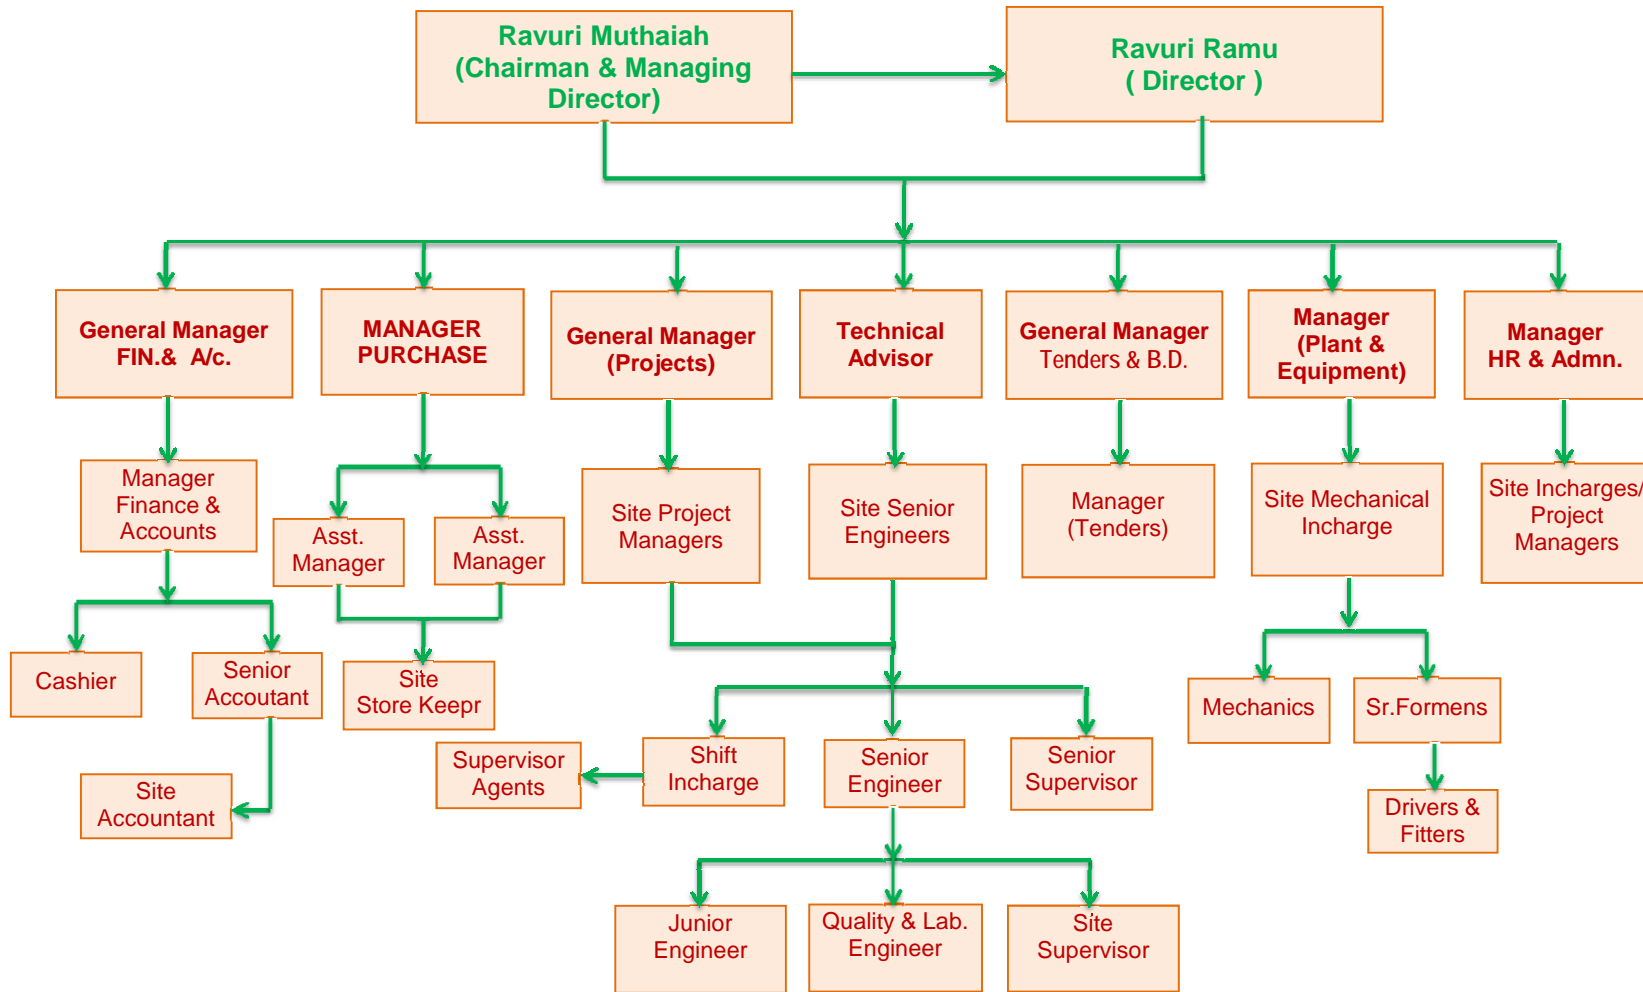 Ravuri Muthaiah
(Chairman & Managing
Director)
Ravuri Ramu
( Director )
General Manager
FIN.& A/c.
MANAGER
PURCHASE
General Manager
(Projects)
Technical
Advisor
General Manager
Tenders & B.D.
Manager
(Plant &
Equipment)
Manager
HR & Admn.
Manager
Finance &
Accounts
Asst.
Manager
Asst.
Manager
Site Project
Managers
Site Senior
Engineers
Manager
(Tenders)
Site Mechanical
Incharge
Site Incharges/
Project
Managers
Cashier
Senior
Accoutant
Site
Store Keepr
Mechanics
Sr.Formens
Supervisor
Agents
Shift
Incharge
Senior
Engineer
Senior
Supervisor
Site
Accountant
Drivers &
Fitters
Junior
Engineer
Quality & Lab.
Engineer
Site
Supervisor